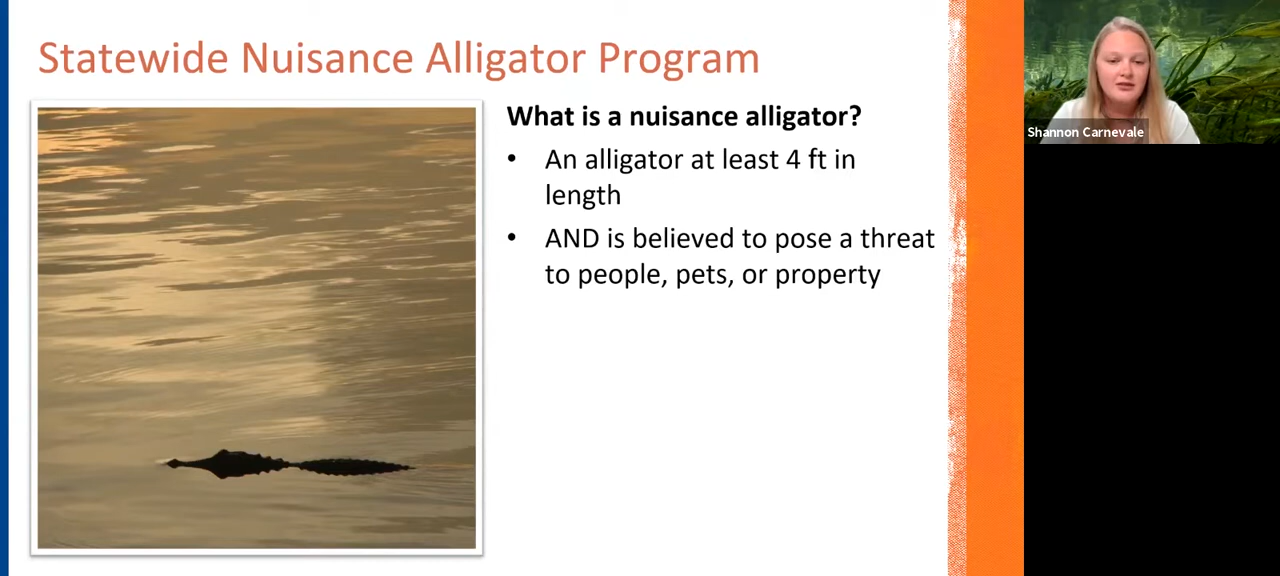 Statewide Nuisance Alligator Program
What is a nuisance alligator?
• An alligator at least 4 ft in
length
• AND is believed to pose a threat
to people, pets, or property
Shannon Carnevale